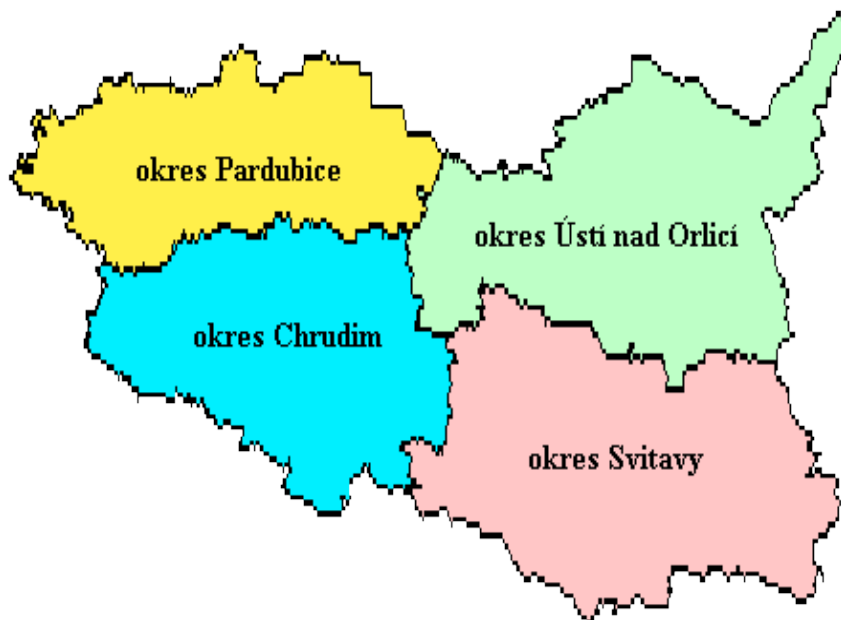 okres Pardubice
okres Ústí nad Orlicí
okres Chrudim
okres Svitavy